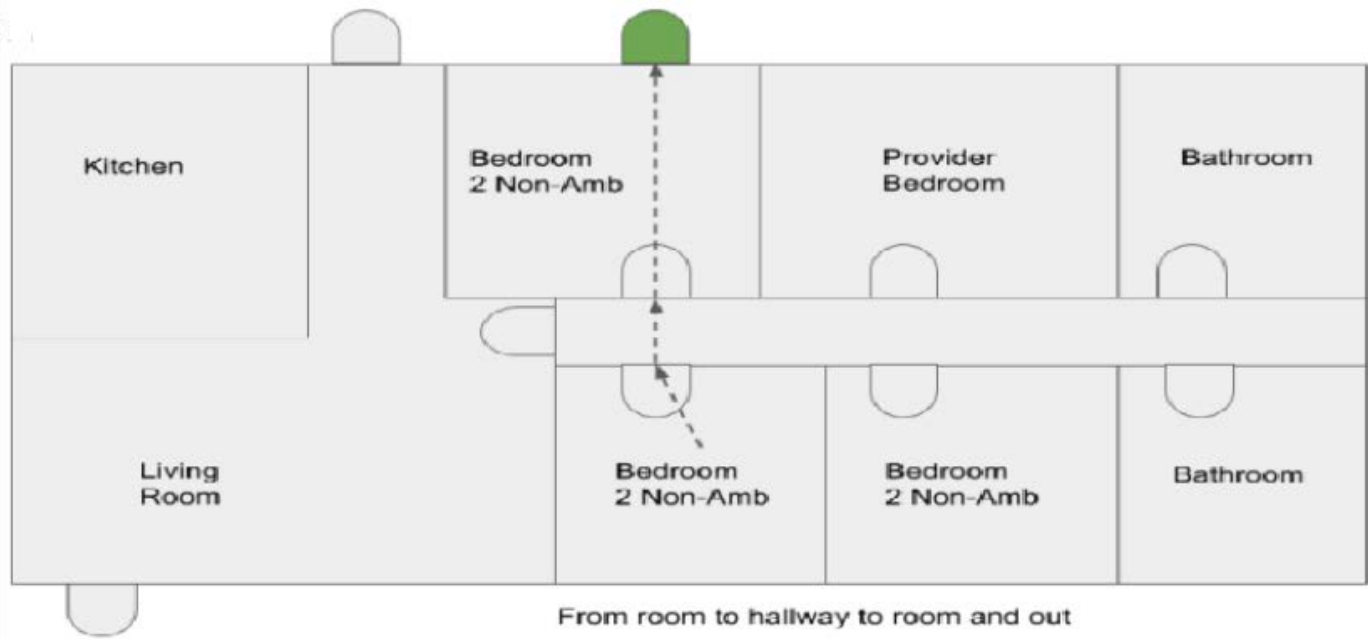 Kitchen
Bedroom
2 Non-Amb
Provider
Bedroom
Bathroom
Living
Room
Bedroom
2 Non-Amb
Bedroom
2 Non-Amb
Bathroom
From room to hallway to room and out